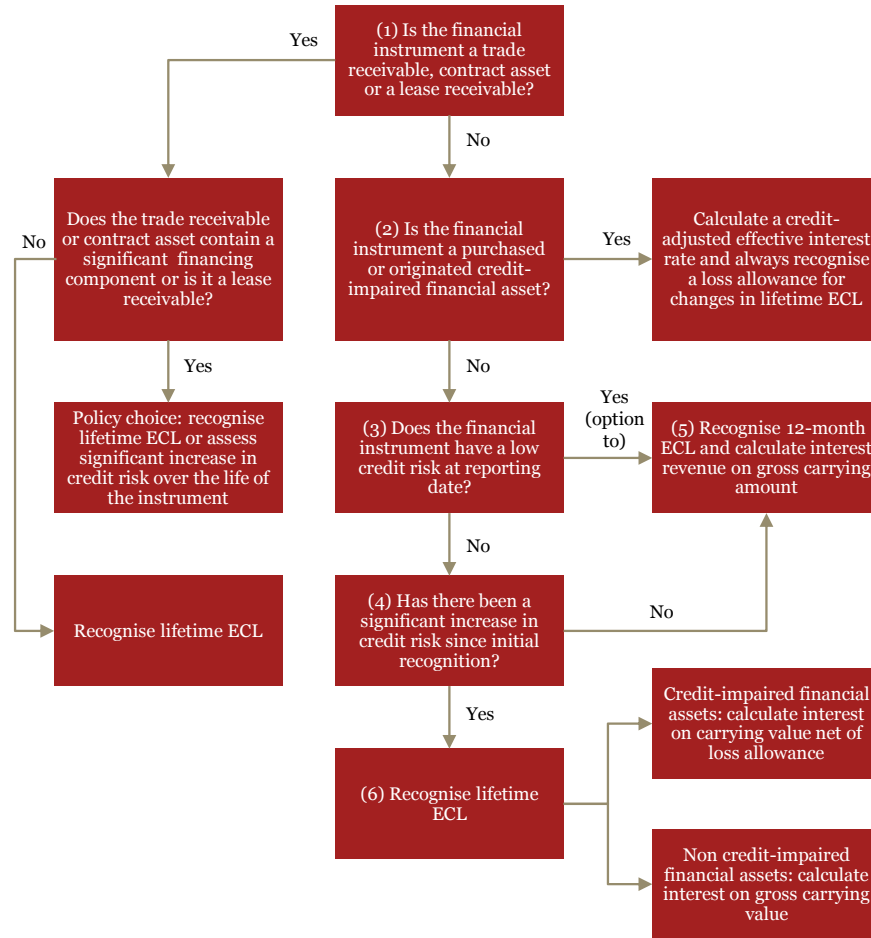 (1) Is the financial
instrument a trade
receivable, contract asset
or a lease receivable?
Yes
No
Does the trade receivable
or contract asset contain a
significant financing
component or is it a lease
receivable?
No
Yes
(2) Is the financial
instrument a purchased
or originated credit-
impaired financial asset?
Yes
No
Calculate a credit-
adjusted effective interest
rate and always recognise
a loss allowance for
changes in lifetime ECL
Policy choice: recognise
lifetime ECL or assess
significant increase in
credit risk over the life of
the instrument
(3) Does the financial
instrument have a low
credit risk at reporting
date?
Yes
(option
to)
No
(5) Recognise 12-month
ECL and calculate interest
revenue on gross carrying
amount
Recognise lifetime ECL
(4) Has there been a
significant increase in
credit risk since initial
recognition?
No
Yes
(6) Recognise lifetime
ECL
Credit-impaired financial
assets: calculate interest
on carrying value net of
loss allowance
Non credit-impaired
financial assets: calculate
interest on gross carrying
value